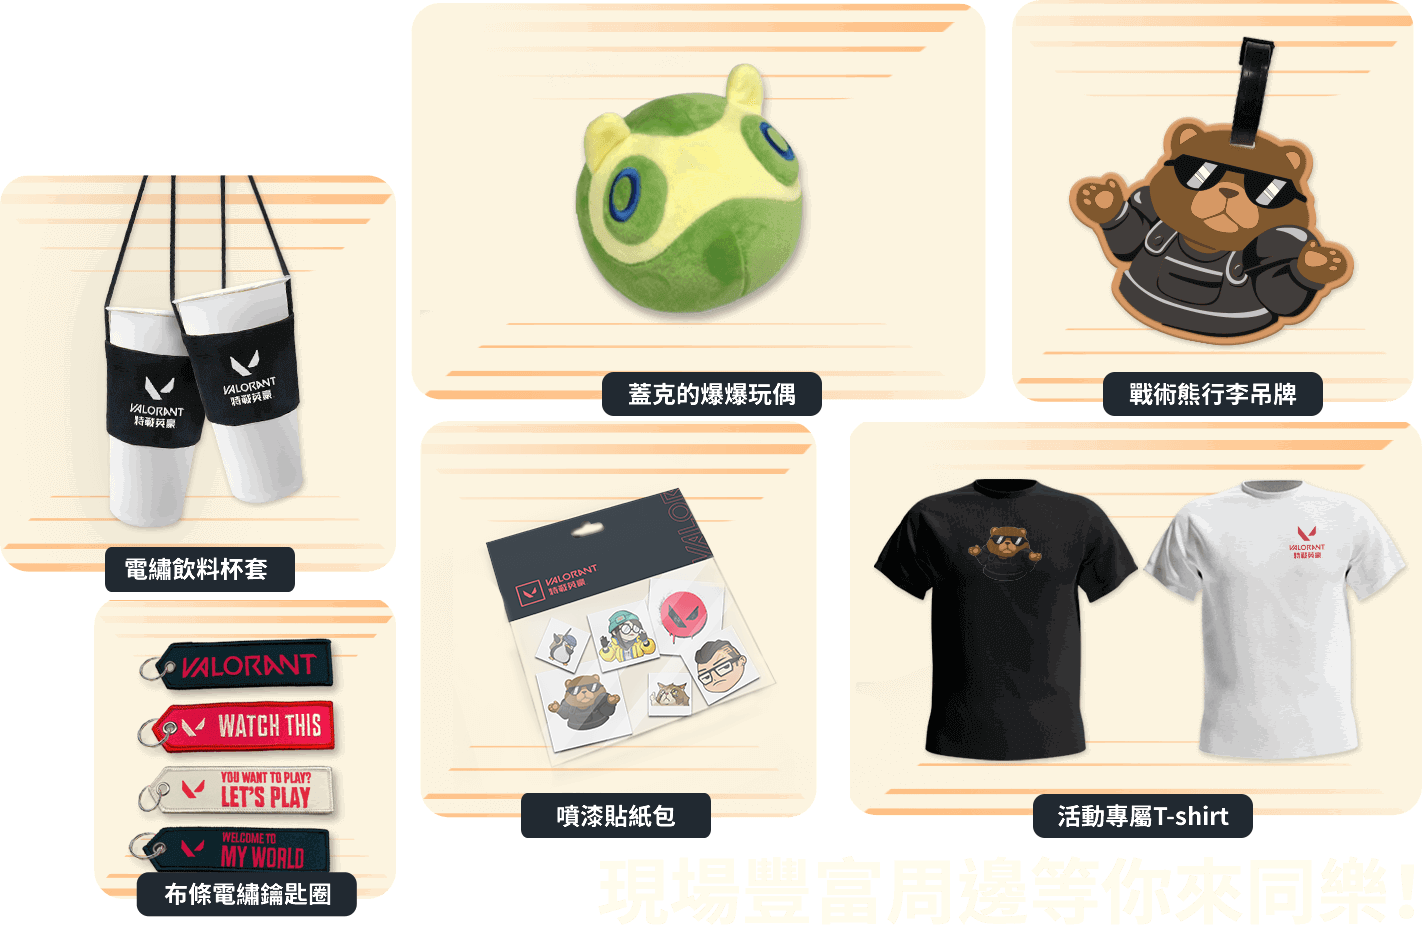 蓋克的爆爆玩偶
戰術熊行李吊牌
VALORANT
特戰英豪
VALORANT
特戰英豪
電繡飲料杯套
VALORANT
WATCH THIS
YOU WANT TO PLAY?
LET'S PLAY
WELCOME TO
MY WORLD
布條電繡鑰匙圈
VALOR
VALORANT
特戰英豪
噴漆貼紙包
VALORANT
特戰英豪
活動專屬T-shirt
現場豐富周邊等你來同樂!